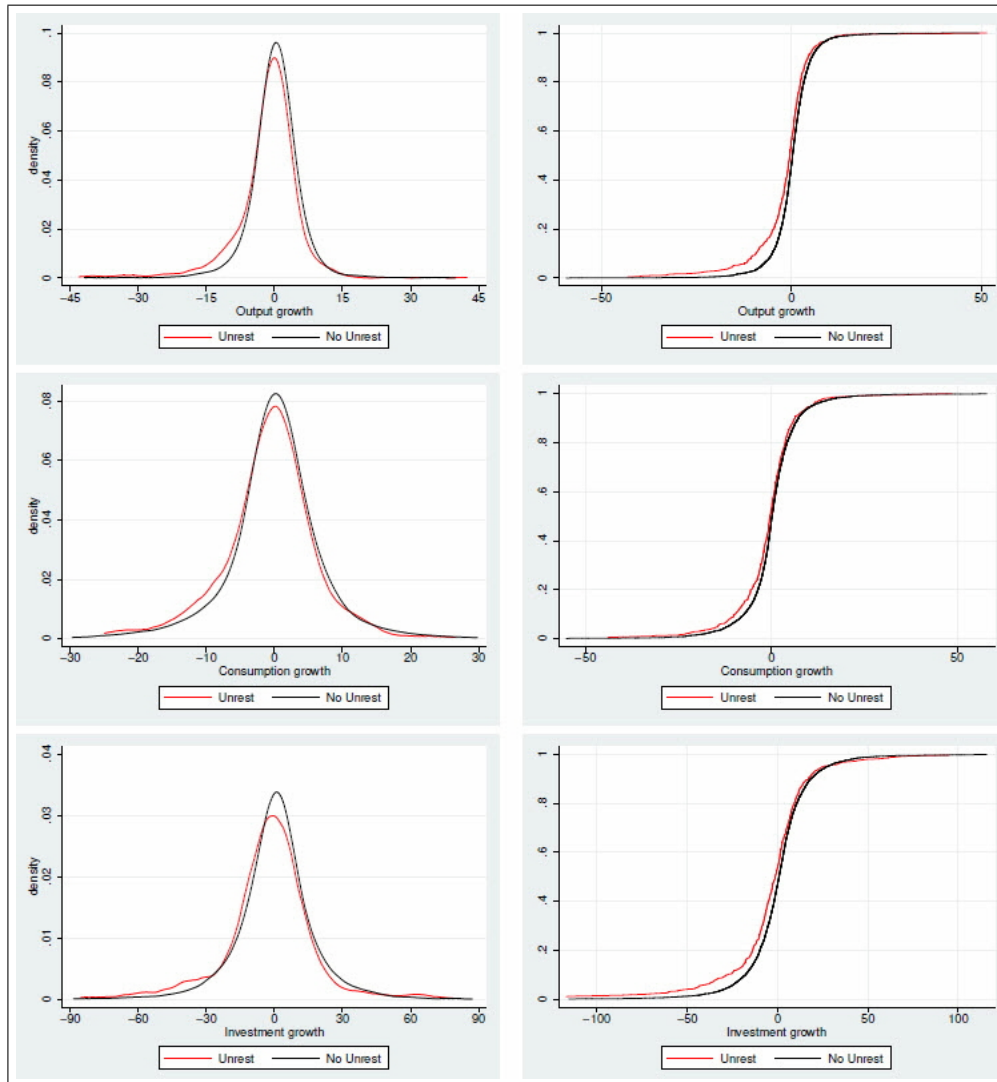 density
.1
.08
.06
.04
.02
0
−45 −30 −15 0 15 30 45
Output growth
Unrest No Unrest
1
.8
.6
.4
.2
0
−50 0 50
Output growth
Unrest No Unrest
density
.08
.06
.04
.02
0
−30 −20 −10 0 10 20 30
Consumption growth
Unrest No Unrest
1
.8
.6
.4
.2
0
−50 0 50
Consumption growth
Unrest No Unrest
density
.04
.03
.02
.01
0
−90 −60 −30 0 30 60 90
Investment growth
Unrest No Unrest
1
.8
.6
.4
.2
0
−100 −50 0 50 100
Investment growth
Unrest No Unrest